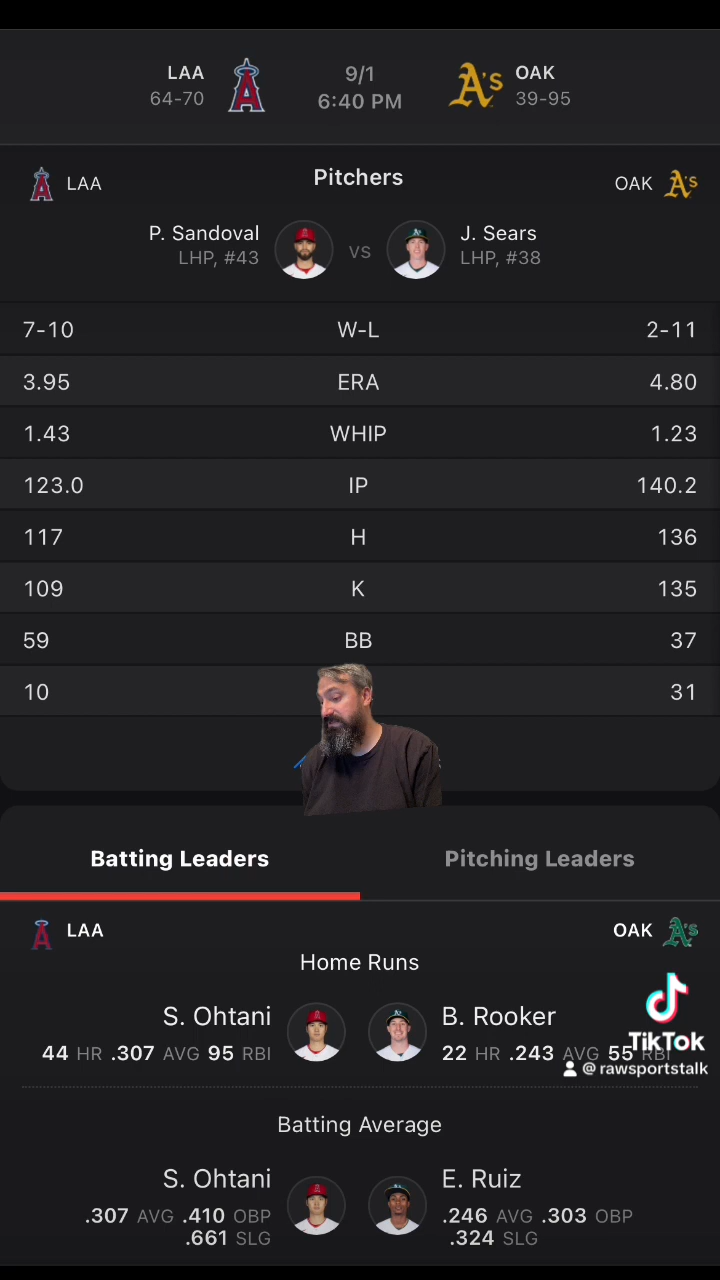 LAA 9/1 OAK
64-70 6:40 PM 39-95
LAA Pitchers OAK
P. Sandoval vs J. Sears
LHP, #43 LHP, #38
7-10 W-L 2-11
3.95 ERA 4.80
1.43 WHIP 1.23
123.0 IP 140.2
117 H 136
109 K 135
59 BB 37
10 31
Batting Leaders Pitching Leaders
LAA OAK
Home Runs
S. Ohtani B. Rooker
44 HR .307 AVG 95 RBI 22 HR .243 AVG 55 RBI
TikTok
@rawsportstalk
Batting Average
S. Ohtani E. Ruiz
.307 AVG .410 OBP .246 AVG .303 OBP
.661 SLG .324 SLG